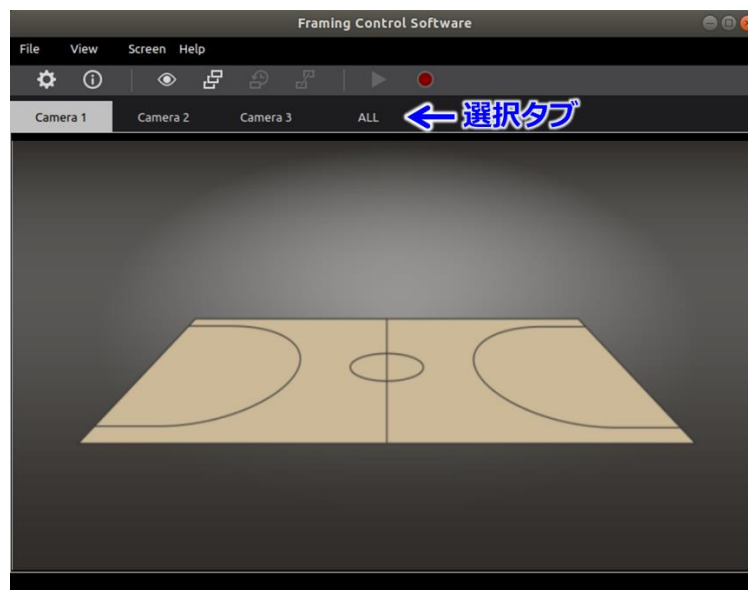 Framing Control Software
File View Screen Help
Camera 1 Camera 2 Camera 3 ALL ← 選択タブ